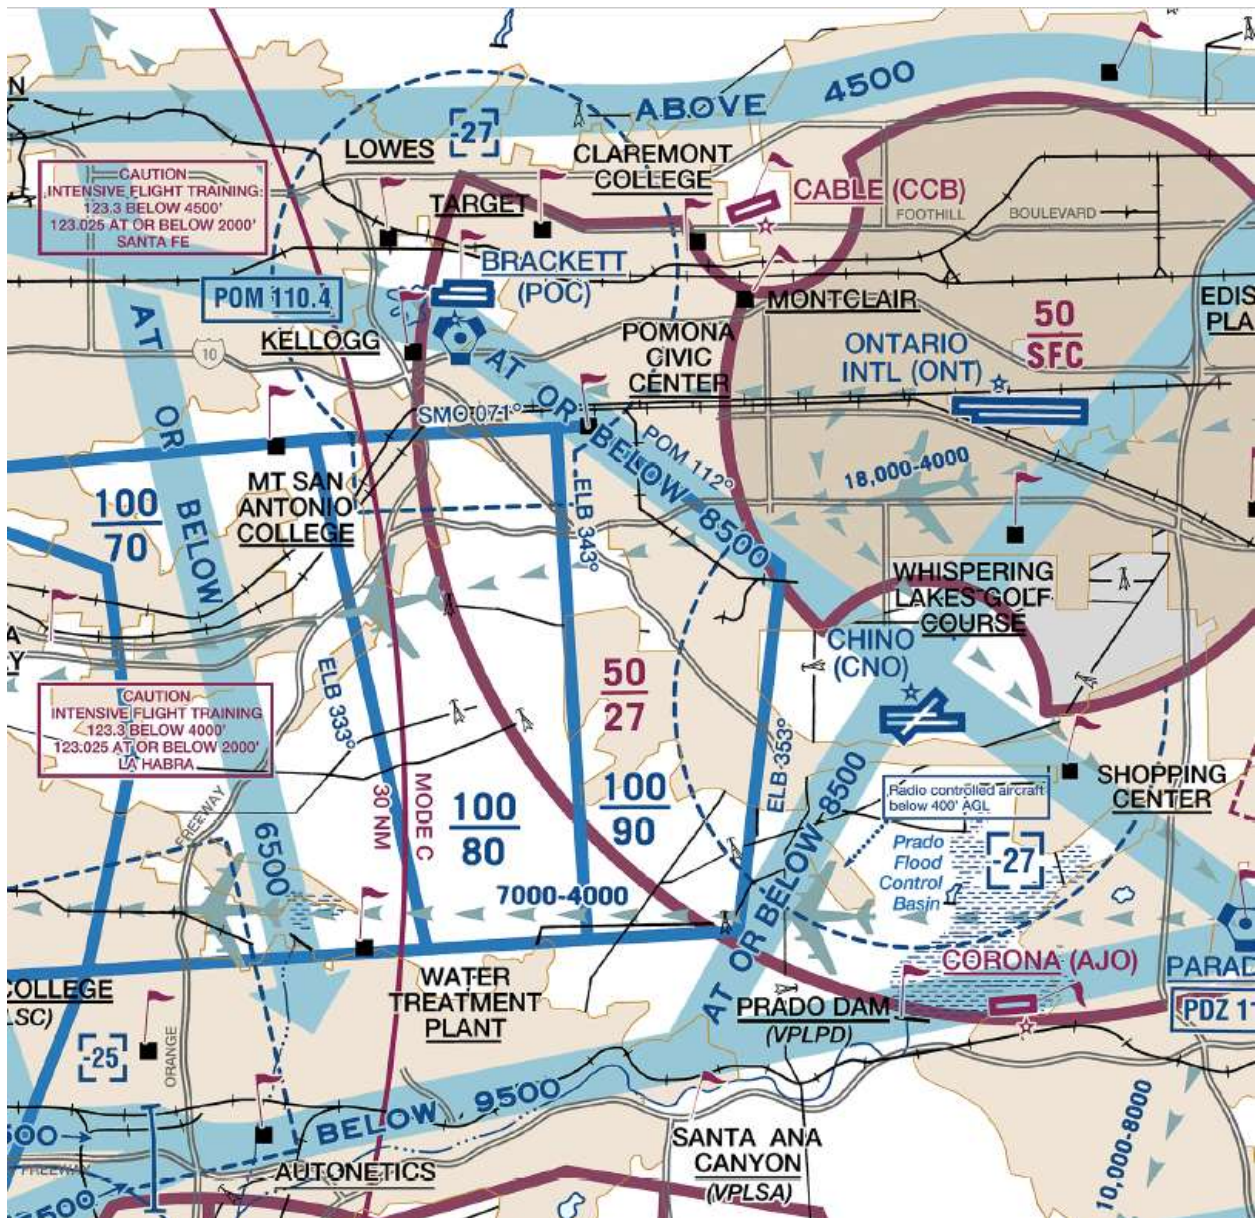 N
ABOVE 4500
-27
LOWES
CLAREMONT
COLLEGE
CAUTION
INTENSIVE FLIGHT TRAINING:
123.3 BELOW 4500'
123.025 AT OR BELOW 2000'
SANTA FE
TARGET
CABLE (CCB)
FOOTHILL
BOULEVARD
BRACKETT
(POC)
POM 110.4
MONTCLAIR
KELLOGG
10
POMONA
CIVIC
CENTER
ONTARIO
INTL (ONT)
50
SFC
EDIS
PLA
AT OR BELOW 6500
AT OR BELOW 8500
SMO 071°
POM 112°
18,000-4000
MT SAN
ANTONIO
COLLEGE
100
70
ELB 343°
WHISPERING
LAKES GOLF
COURSE
CHINO
(CNO)
A
Y
ELB 333°
50
27
CAUTION
INTENSIVE FLIGHT TRAINING
123.3 BELOW 4000'
123.025 AT OR BELOW 2000'
LA HABRA
ELB 353°
FREEWAY
30 NM
MODE C
100
80
100
90
AT OR BELOW 8500
Radio controlled aircraft
below 400' AGL
SHOPPING
CENTER
Prado
Flood
Control
Basin
-27
7000-4000
CORONA (AJO)
PARAD
PDZ 11
WATER
TREATMENT
PLANT
PRADO DAM
(VPLPD)
COLLEGE
LSC)
-25
ORANGE
BELOW 9500
10,000-8000
500
FREEWAY
AUTONETICS
SANTA ANA
CANYON
(VPLSA)
500